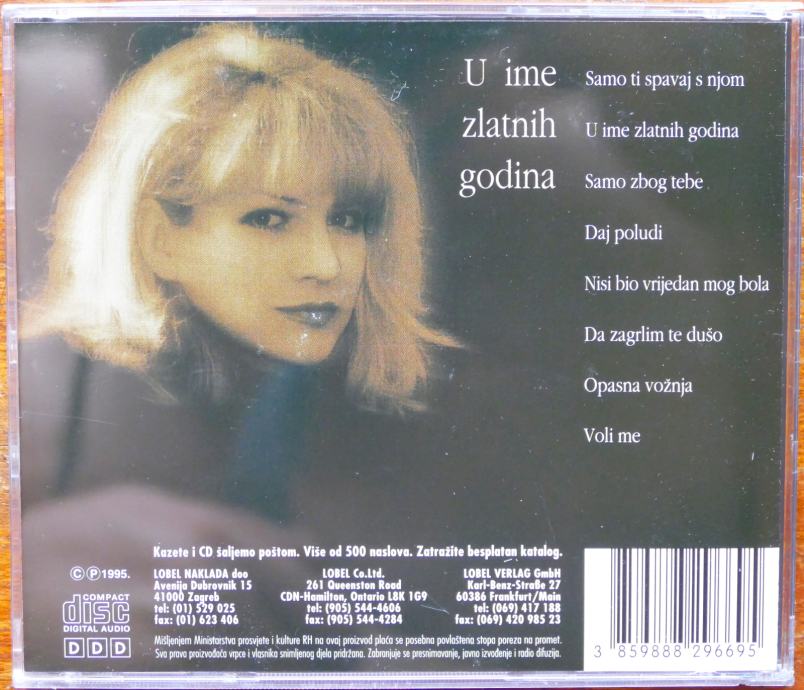 U ime
zlatnih
godina
Samo ti spavaj s njom
U ime zlatnih godina
Samo zbog tebe
Daj poludi
Nisi bio vrijedan mog bola
Da zagrlim te dušo
Opasna vožnja
Voli me
Kazete i CD šaljemo poštom. Više od 500 naslova. Zatražite besplatan katalog.
©℗1995.
COMPACT
disc
DIGITAL AUDIO
DDD
LOBEL NAKLADA doo
Avenija Dubrovnik 15
41000 Zagreb
tel: (01) 529 025
fax: (01) 623 406
LOBEL Co.Ltd.
261 Queenston Road
CDN-Hamilton, Ontario L8K 1G9
tel: (905) 544-4606
fax: (905) 544-4284
LOBEL VERLAG GmbH
Karl-Benz-Straße 27
60386 Frankfurt/Main
tel: (069) 417 188
fax: (069) 420 985 23
Mišljenjem Ministarstva prosvjete i kulture RH na ovaj proizvod plaća se posebna povlaštena stopa poreza na promet.
Sva prava proizvođača vrpce i vlasnika snimljenog djela pridržana. Zabranjuje se presnimavanje, javno izvođenje i radio difuzija.
3 859888 296695